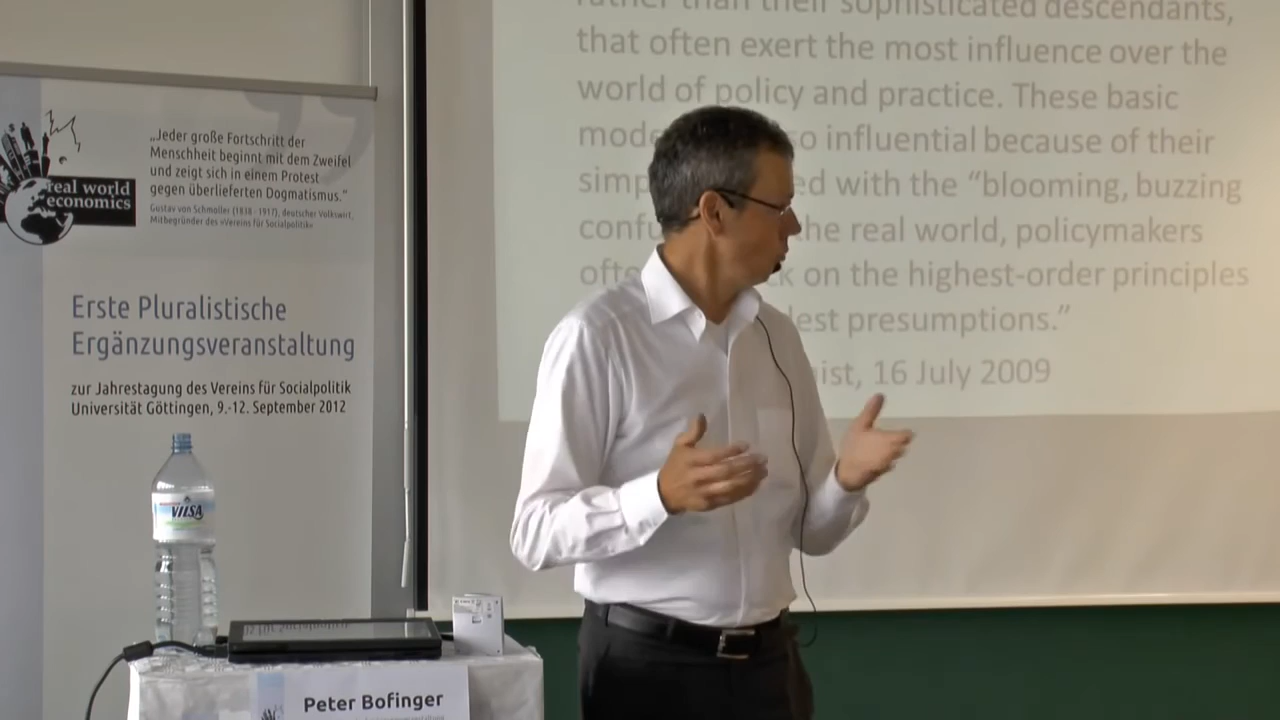 real world
economics
„Jeder große Fortschritt der
Menschheit beginnt mit dem Zweifel
und zeigt sich in einem Protest
gegen überlieferten Dogmatismus.“
Gustav von Schmoller (1838 - 1917), deutscher Volkswirt,
Mitbegründer des »Vereins für Socialpolitik«
Erste Pluralistische
Ergänzungsveranstaltung
zur Jahrestagung des Vereins für Socialpolitik
Universität Göttingen, 9.-12. September 2012
rather than their sophisticated descendants,
that often exert the most influence over the
world of policy and practice. These basic
mode so influential because of their
simp ed with the “blooming, buzzing
confu the real world, policymakers
ofte ck on the highest-order principles
dest presumptions.”
mist, 16 July 2009
VILSA
Peter Bofinger